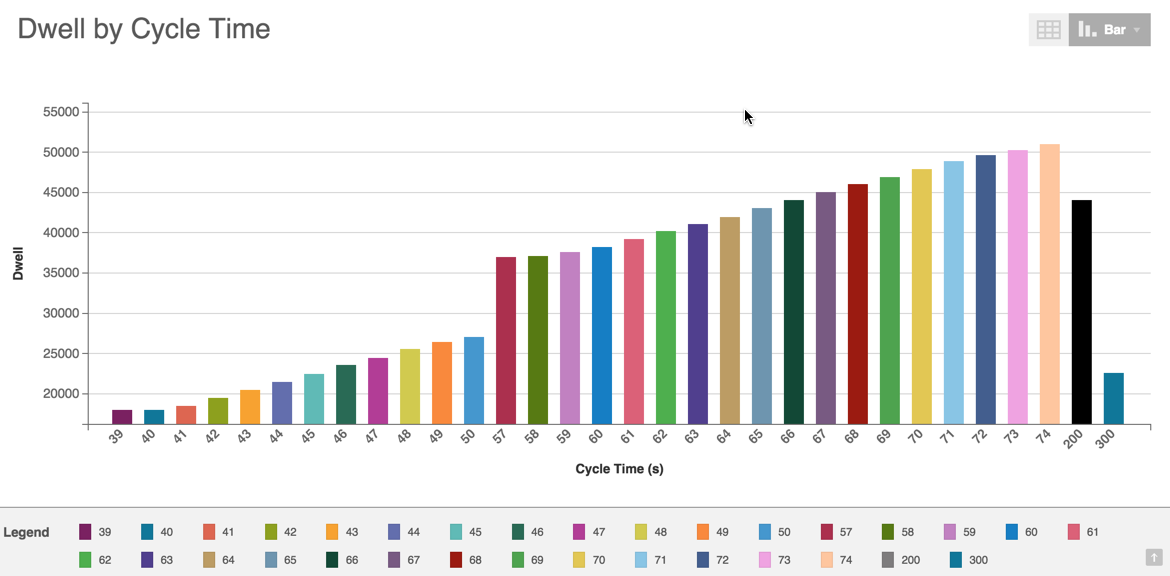 Dwell by Cycle Time
Bar
55000
50000
45000
40000
35000
30000
25000
20000
Dwell
39 40 41 42 43 44 45 46 47 48 49 50 57 58 59 60 61 62 63 64 65 66 67 68 69 70 71 72 73 74 200 300
Cycle Time (s)
Legend 39 40 41 42 43 44 45 46 47 48 49 50 57 58 59 60 61
62 63 64 65 66 67 68 69 70 71 72 73 74 200 300